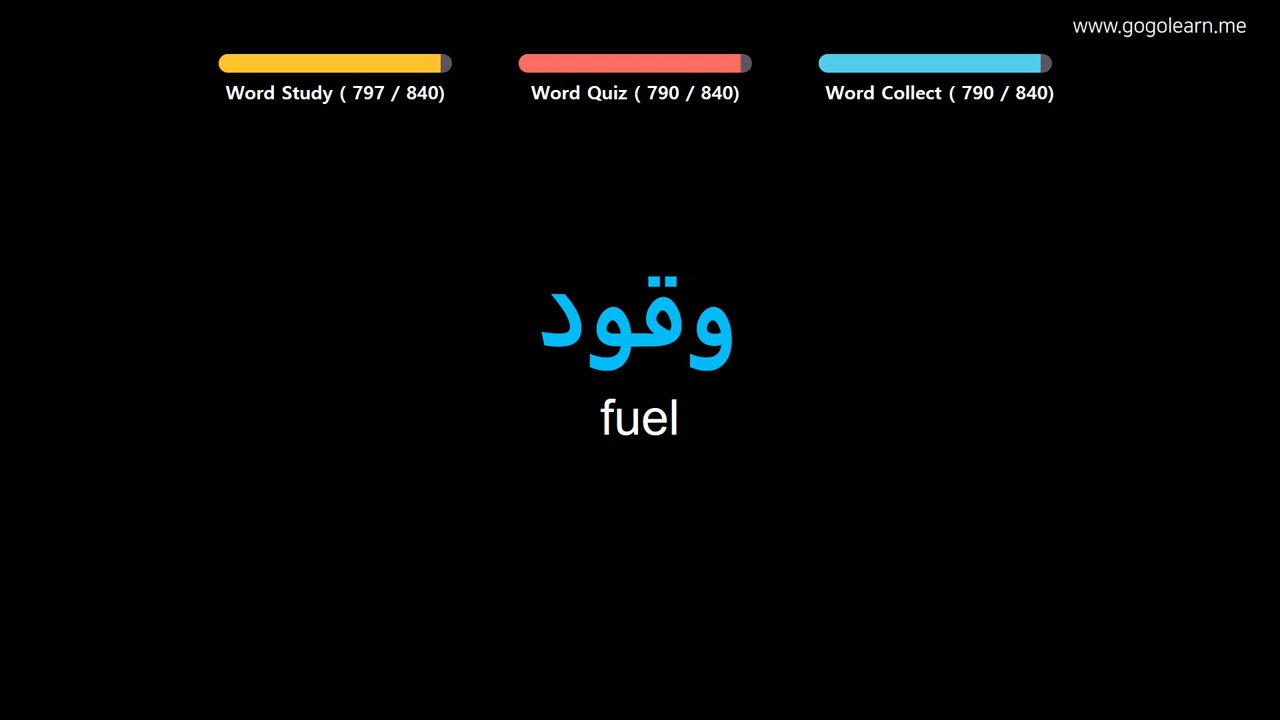 www.gogolearn.me
Word Study ( 797 / 840)
Word Quiz ( 790 / 840)
Word Collect ( 790 / 840)
وقود
fuel